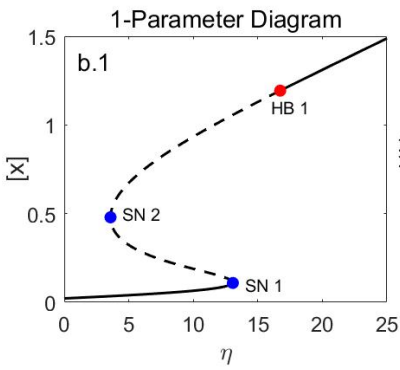 1-Parameter Diagram
b.1
1.5
1
0.5
0
[x]
HB 1
SN 2
SN 1
0 5 10 15 20 25
η